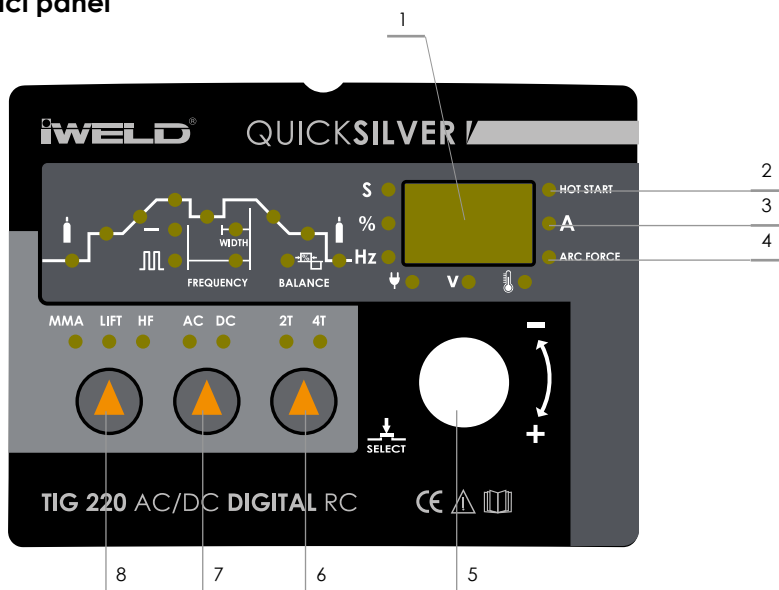 ací panel
1
iWELD®
QUICKSILVER
S
HOT START
2
%
A
3
WIDTH
Hz
ARC FORCE
4
FREQUENCY
BALANCE
V
MMA LIFT HF AC DC 2T 4T
-
+
SELECT
TIG 220 AC/DC DIGITAL RC
CE
8 7 6 5